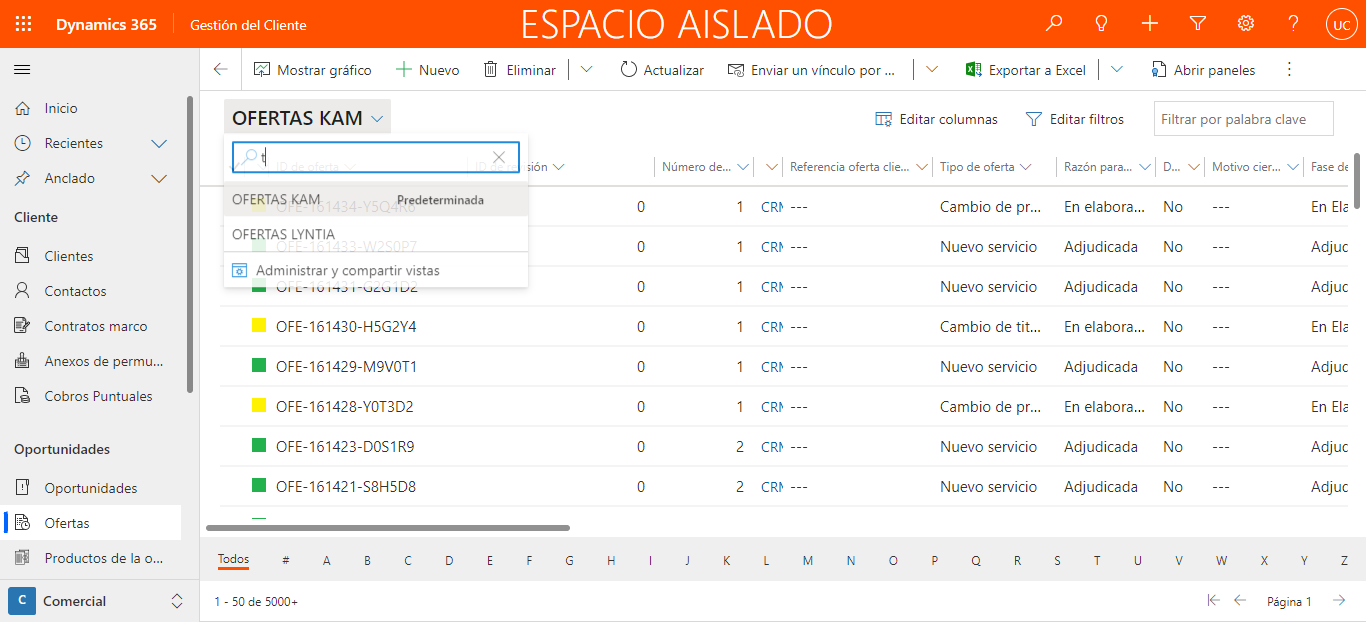 Dynamics 365 Gestión del Cliente ESPACIO AISLADO UC
Mostrar gráfico Nuevo Eliminar Actualizar Enviar un vínculo por ... Exportar a Excel Abrir paneles
Inicio
Recientes
Anclado
Cliente
Clientes
Contactos
Contratos marco
Anexos de permu...
Cobros Puntuales
Oportunidades
Oportunidades
Ofertas
Productos de la o...
C Comercial
OFERTAS KAM Editar columnas Editar filtros Filtrar por palabra clave
t
OFERTAS KAM Predeterminada
OFERTAS LYNTIA
Administrar y compartir vistas
ID de oferta ID de revisión Número de... Referencia oferta clie... Tipo de oferta Razón para... D... Motivo cier... Fase de
OFE-161434-Y5Q4R6 0 1 CRM --- Cambio de pr... En elabora... No --- En Ela
OFE-161433-W2S0P7 0 1 CRM --- Nuevo servicio Adjudicada No --- Adjud
OFE-161431-G2G1D2 0 1 CRM --- Nuevo servicio Adjudicada No --- Adjud
OFE-161430-H5G2Y4 0 1 CRM --- Cambio de tit... En elabora... No --- En Ela
OFE-161429-M9V0T1 0 1 CRM --- Nuevo servicio Adjudicada No --- Adjud
OFE-161428-Y0T3D2 0 1 CRM --- Cambio de pr... En elabora... No --- En Ela
OFE-161423-D0S1R9 0 2 CRM --- Nuevo servicio Adjudicada No --- Adjud
OFE-161421-S8H5D8 0 2 CRM --- Nuevo servicio Adjudicada No --- Adjud
Todos # A B C D E F G H I J K L M N O P Q R S T U V W X Y Z
1 - 50 de 5000+ Página 1